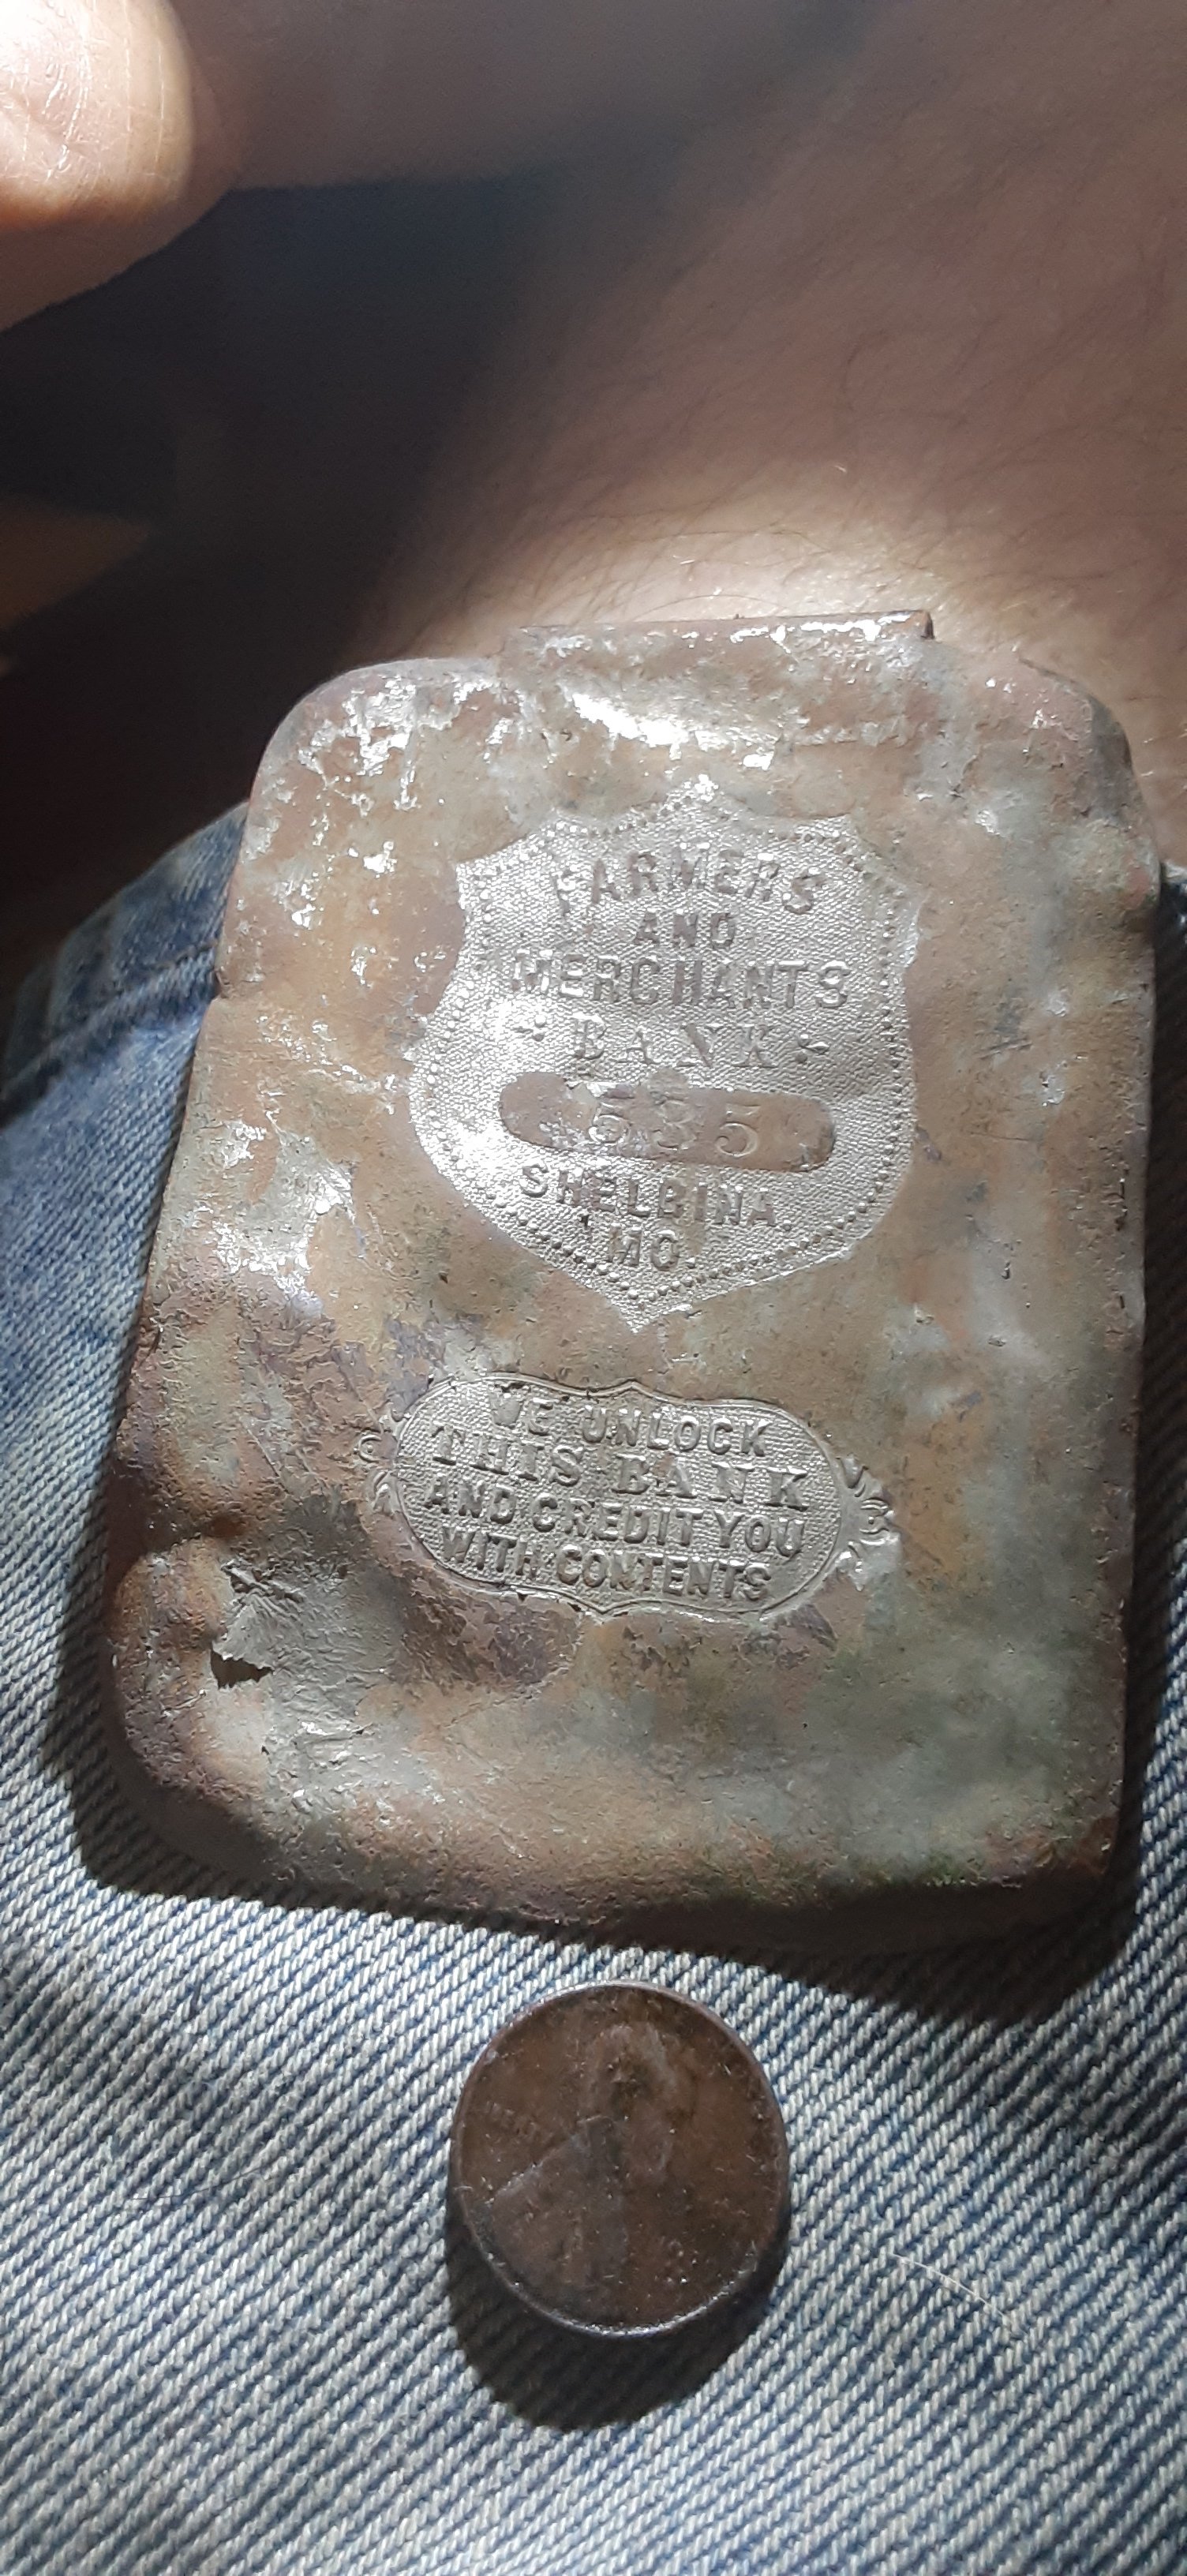 FARMERS
AND
MERCHANTS
BANK
535
SHELBINA,
MO.
WE UNLOCK
THIS BANK
AND CREDIT YOU
WITH CONTENTS